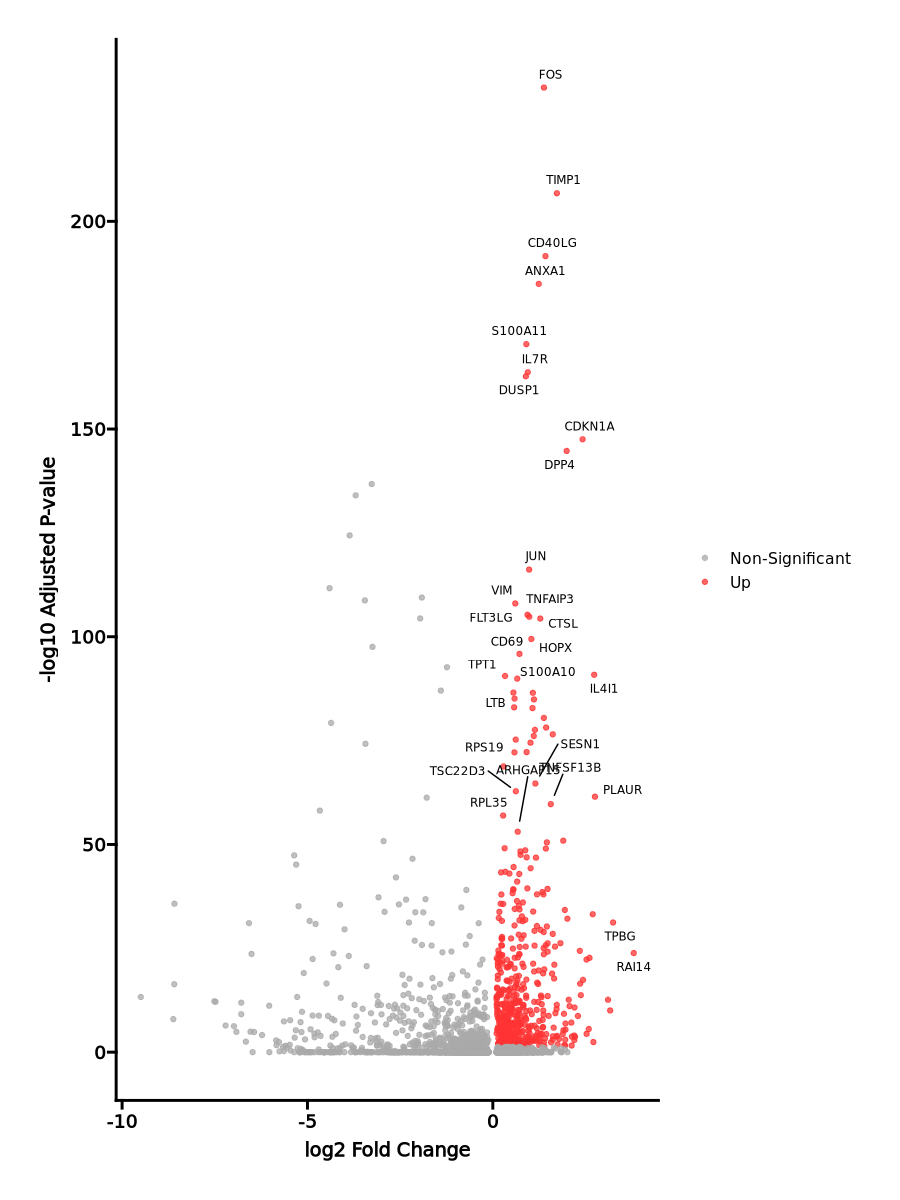 FOS
TIMP1
200
CD40LG
ANXA1
S100A11
IL7R
DUSP1
150
CDKN1A
DPP4
JUN
Non-Significant
Up
VIM
TNFAIP3
FLT3LG
CTSL
100
CD69
HOPX
TPT1
S100A10
IL4I1
LTB
-log10 Adjusted P-value
RPS19
SESN1
TSC22D3
ARHGAP15
TNFSF13B
PLAUR
RPL35
50
TPBG
RAI14
0
-10
-5
0
log2 Fold Change